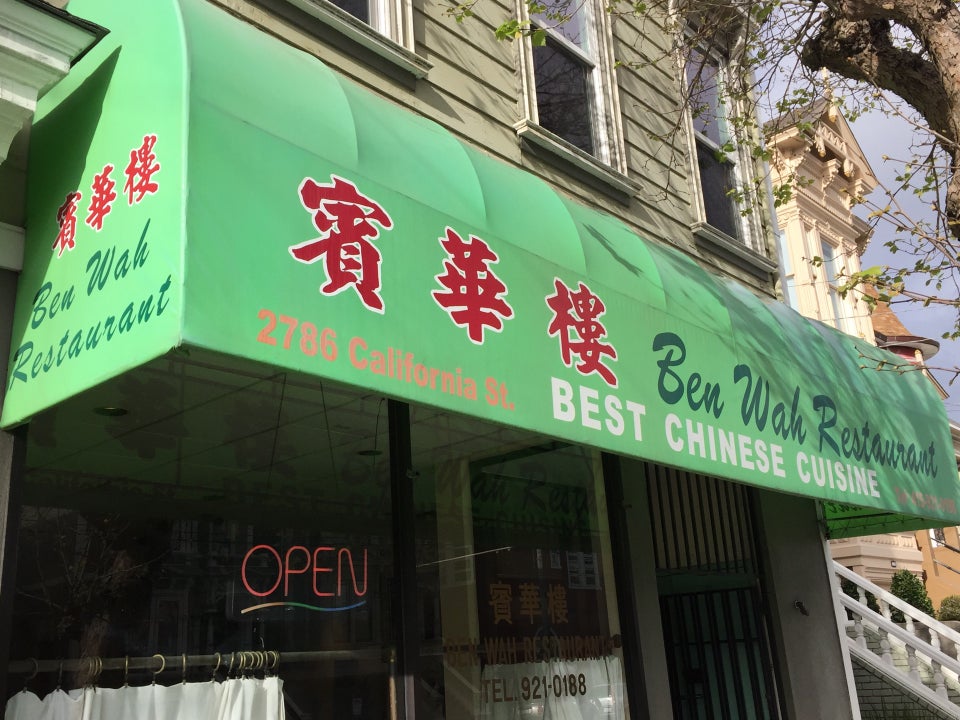 賓華樓
Ben Wah
Restaurant
賓華樓
2786 California St.
Ben Wah Restaurant
BEST CHINESE CUISINE
OPEN
賓華樓
BEN WAH RESTAURANT
TEL. 921-0188